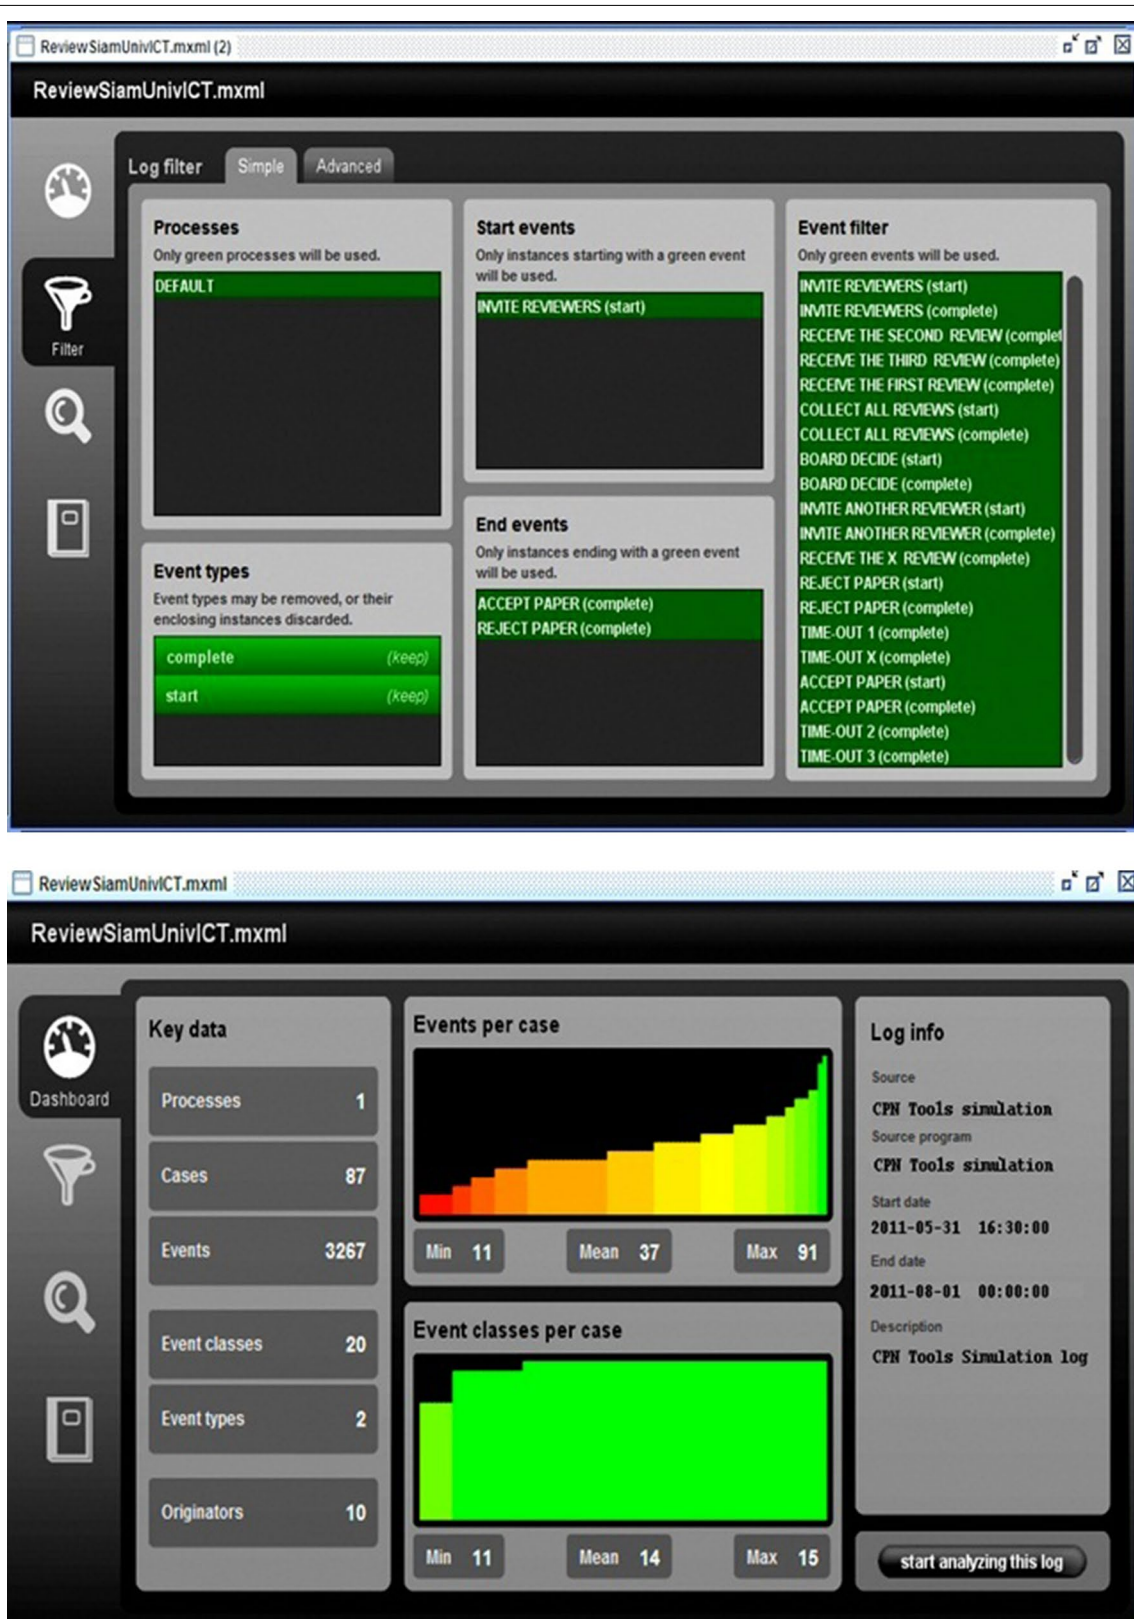 ReviewSiamUnivICT.mxml (2)
ReviewSiamUnivICT.mxml
Log filter Simple Advanced
Processes
Only green processes will be used.
DEFAULT
Event types
Event types may be removed, or their
enclosing instances discarded.
complete (keep)
start (keep)
Start events
Only instances starting with a green event
will be used.
INVITE REVIEWERS (start)
End events
Only instances ending with a green event
will be used.
ACCEPT PAPER (complete)
REJECT PAPER (complete)
Event filter
Only green events will be used.
INVITE REVIEWERS (start)
INVITE REVIEWERS (complete)
RECEIVE THE SECOND REVIEW (complet
RECEIVE THE THIRD REVIEW (complete)
RECEIVE THE FIRST REVIEW (complete)
COLLECT ALL REVIEWS (start)
COLLECT ALL REVIEWS (complete)
BOARD DECIDE (start)
BOARD DECIDE (complete)
INVITE ANOTHER REVIEWER (start)
INVITE ANOTHER REVIEWER (complete)
RECEIVE THE X REVIEW (complete)
REJECT PAPER (start)
REJECT PAPER (complete)
TIME-OUT 1 (complete)
TIME-OUT X (complete)
ACCEPT PAPER (start)
ACCEPT PAPER (complete)
TIME-OUT 2 (complete)
TIME-OUT 3 (complete)
Filter
ReviewSiamUnivICT.mxml
ReviewSiamUnivICT.mxml
Dashboard
Key data
Processes 1
Cases 87
Events 3267
Event classes 20
Event types 2
Originators 10
Events per case
Min 11 Mean 37 Max 91
Event classes per case
Min 11 Mean 14 Max 15
Log info
Source
CPN Tools simulation
Source program
CPN Tools simulation
Start date
2011-05-31 16:30:00
End date
2011-08-01 00:00:00
Description
CPN Tools Simulation log
start analyzing this log